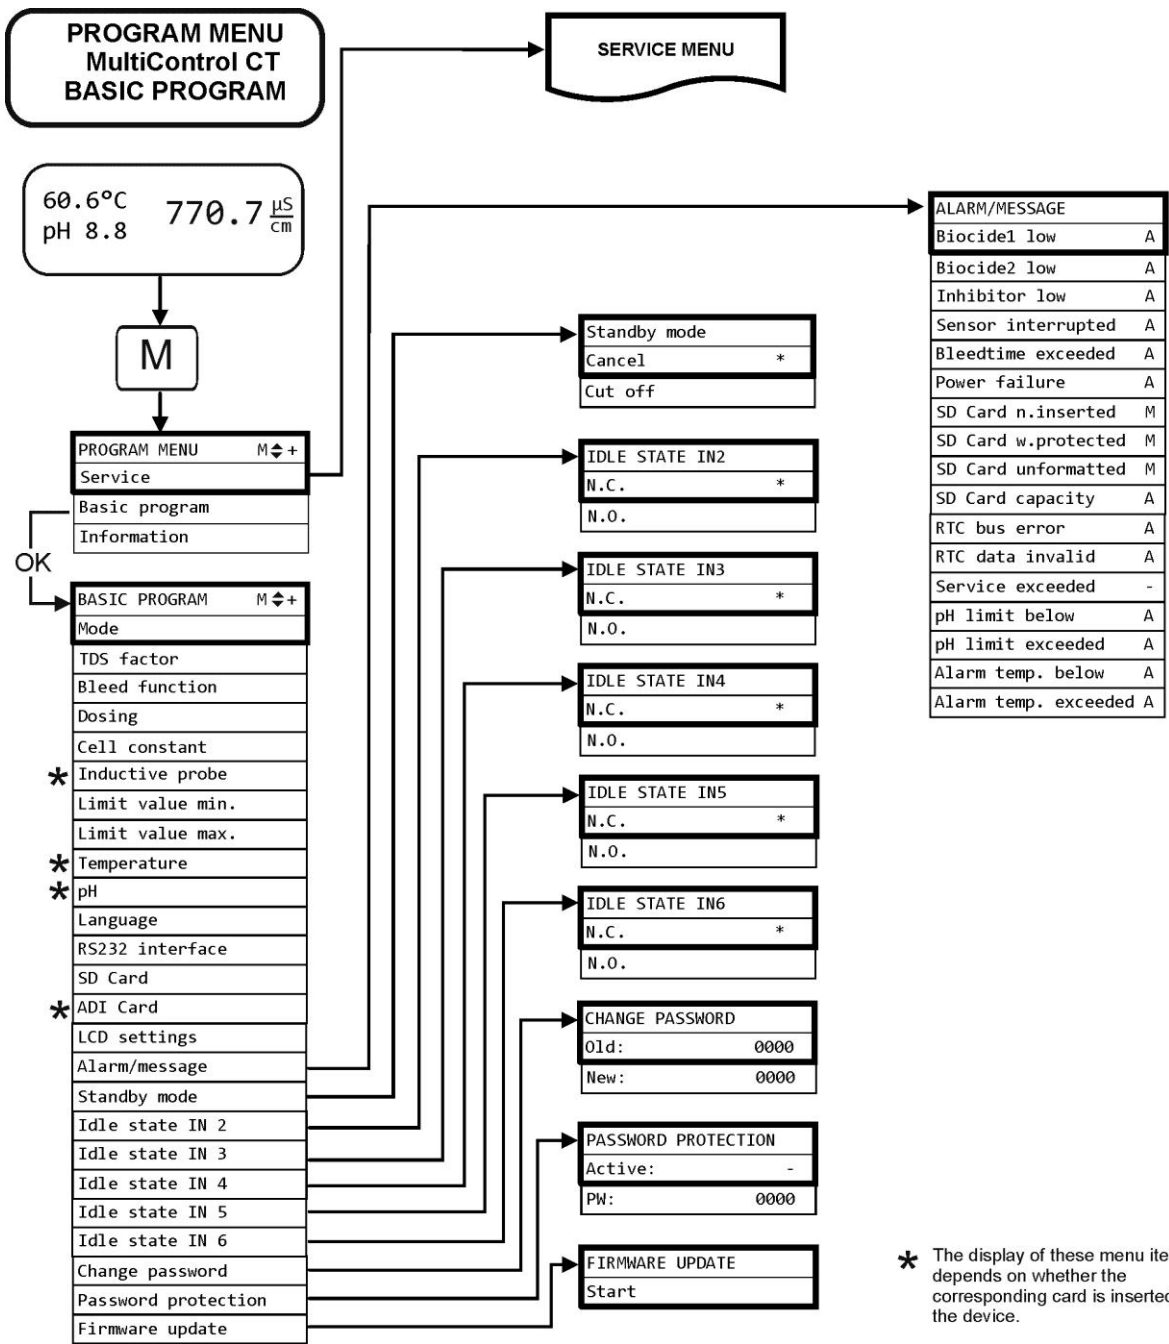 PROGRAM MENU
MultiControl CT
BASIC PROGRAM
SERVICE MENU
60.6°C
pH 8.8
770.7 µS
cm
M
PROGRAM MENU M +
Service
Basic program
Information
OK
BASIC PROGRAM M +
Mode
TDS factor
Bleed function
Dosing
Cell constant
* Inductive probe
Limit value min.
Limit value max.
* Temperature
* pH
Language
RS232 interface
SD Card
* ADI Card
LCD settings
Alarm/message
Standby mode
Idle state IN 2
Idle state IN 3
Idle state IN 4
Idle state IN 5
Idle state IN 6
Change password
Password protection
Firmware update
Standby mode
Cancel *
Cut off
IDLE STATE IN2
N.C. *
N.O.
IDLE STATE IN3
N.C. *
N.O.
IDLE STATE IN4
N.C. *
N.O.
IDLE STATE IN5
N.C. *
N.O.
IDLE STATE IN6
N.C. *
N.O.
CHANGE PASSWORD
Old: 0000
New: 0000
PASSWORD PROTECTION
Active: -
PW: 0000
FIRMWARE UPDATE
Start
ALARM/MESSAGE
Biocide1 low A
Biocide2 low A
Inhibitor low A
Sensor interrupted A
Bleedtime exceeded A
Power failure A
SD Card n.inserted M
SD Card w.protected M
SD Card unformatted M
SD Card capacity A
RTC bus error A
RTC data invalid A
Service exceeded -
pH limit below A
pH limit exceeded A
Alarm temp. below A
Alarm temp. exceeded A
* The display of these menu ite
depends on whether the
corresponding card is inserted
the device.